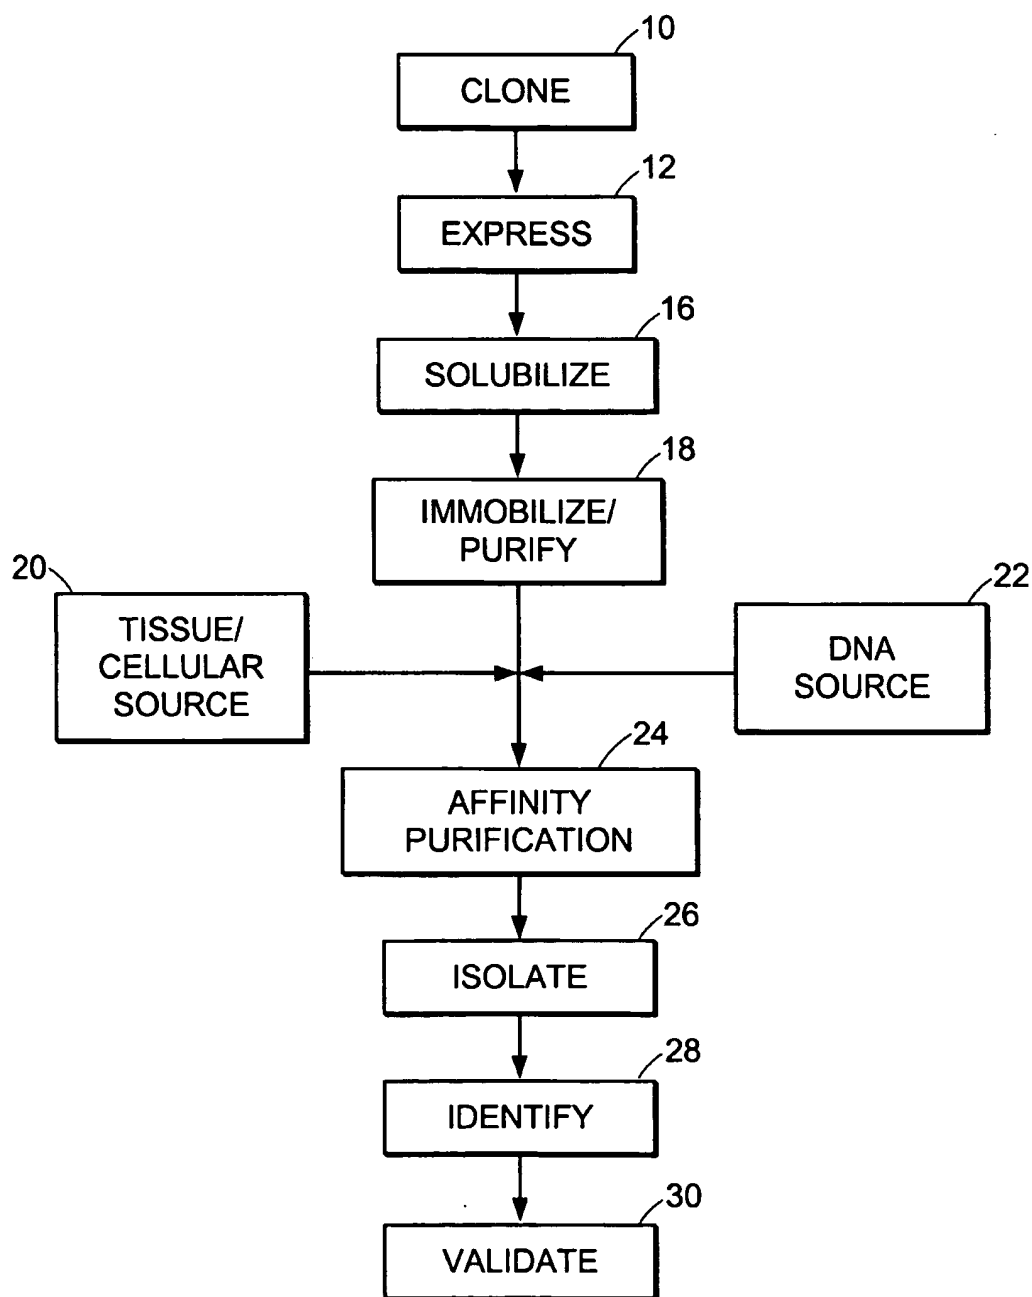 10
CLONE
12
EXPRESS
16
SOLUBILIZE
18
IMMOBILIZE/
PURIFY
20
TISSUE/
CELLULAR
SOURCE
22
DNA
SOURCE
24
AFFINITY
PURIFICATION
26
ISOLATE
28
IDENTIFY
30
VALIDATE